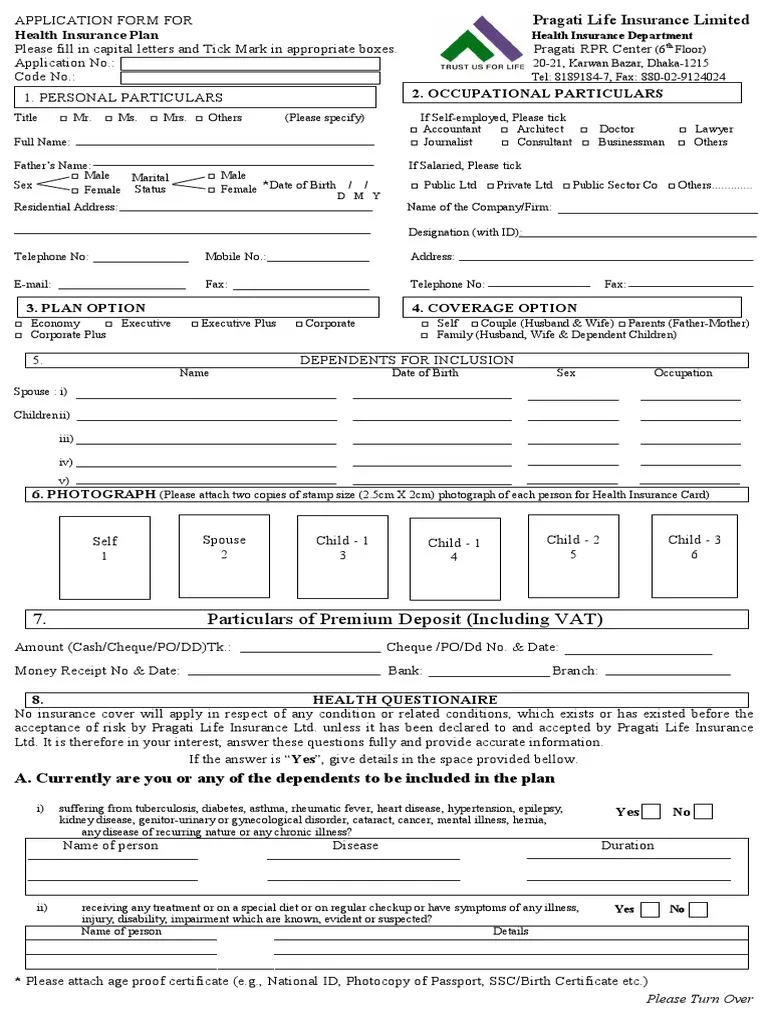 APPLICATION FORM FOR
Health Insurance Plan
Please fill in capital letters and Tick Mark in appropriate boxes.
Application No.:
Code No.:
TRUST US FOR LIFE
Pragati Life Insurance Limited
Health Insurance Department
Pragati RPR Center (6th Floor)
20-21, Karwan Bazar, Dhaka-1215
Tel: 8189184-7, Fax: 880-02-9124024
1. PERSONAL PARTICULARS
Title □ Mr. □ Ms. □ Mrs. □ Others (Please specify)
Full Name:
Father's Name:
Sex □ Male □ Female Marital Status □ Male □ Female *Date of Birth / /
D M Y
Residential Address:
Telephone No: Mobile No.:
E-mail: Fax:
2. OCCUPATIONAL PARTICULARS
If Self-employed, Please tick
□ Accountant □ Architect □ Doctor □ Lawyer
□ Journalist □ Consultant □ Businessman □ Others
If Salaried, Please tick
□ Public Ltd □ Private Ltd □ Public Sector Co □ Others.............
Name of the Company/Firm:
Designation (with ID):
Address:
Telephone No: Fax:
3. PLAN OPTION
□ Economy □ Executive □ Executive Plus □ Corporate
□ Corporate Plus
4. COVERAGE OPTION
□ Self □ Couple (Husband & Wife) □ Parents (Father-Mother)
□ Family (Husband, Wife & Dependent Children)
5. DEPENDENTS FOR INCLUSION
Name Date of Birth Sex Occupation
Spouse : i)
Children ii)
iii)
iv)
v)
6. PHOTOGRAPH (Please attach two copies of stamp size (2.5cm X 2cm) photograph of each person for Health Insurance Card)
Self Spouse Child - 1 Child - 1 Child - 2 Child - 3
1 2 3 4 5 6
7. Particulars of Premium Deposit (Including VAT)
Amount (Cash/Cheque/PO/DD)Tk.: Cheque /PO/Dd No. & Date:
Money Receipt No & Date: Bank: Branch:
8. HEALTH QUESTIONAIRE
No insurance cover will apply in respect of any condition or related conditions, which exists or has existed before the
acceptance of risk by Pragati Life Insurance Ltd. unless it has been declared to and accepted by Pragati Life Insurance
Ltd. It is therefore in your interest, answer these questions fully and provide accurate information.
If the answer is "Yes", give details in the space provided bellow.
A. Currently are you or any of the dependents to be included in the plan
i) suffering from tuberculosis, diabetes, asthma, rheumatic fever, heart disease, hypertension, epilepsy,
kidney disease, genitor-urinary or gynecological disorder, cataract, cancer, mental illness, hernia,
any disease of recurring nature or any chronic illness?
Yes No
Name of person Disease Duration
ii) receiving any treatment or on a special diet or on regular checkup or have symptoms of any illness,
injury, disability, impairment which are known, evident or suspected?
Yes No
Name of person Details
* Please attach age proof certificate (e.g., National ID, Photocopy of Passport, SSC/Birth Certificate etc.)
Please Turn Over